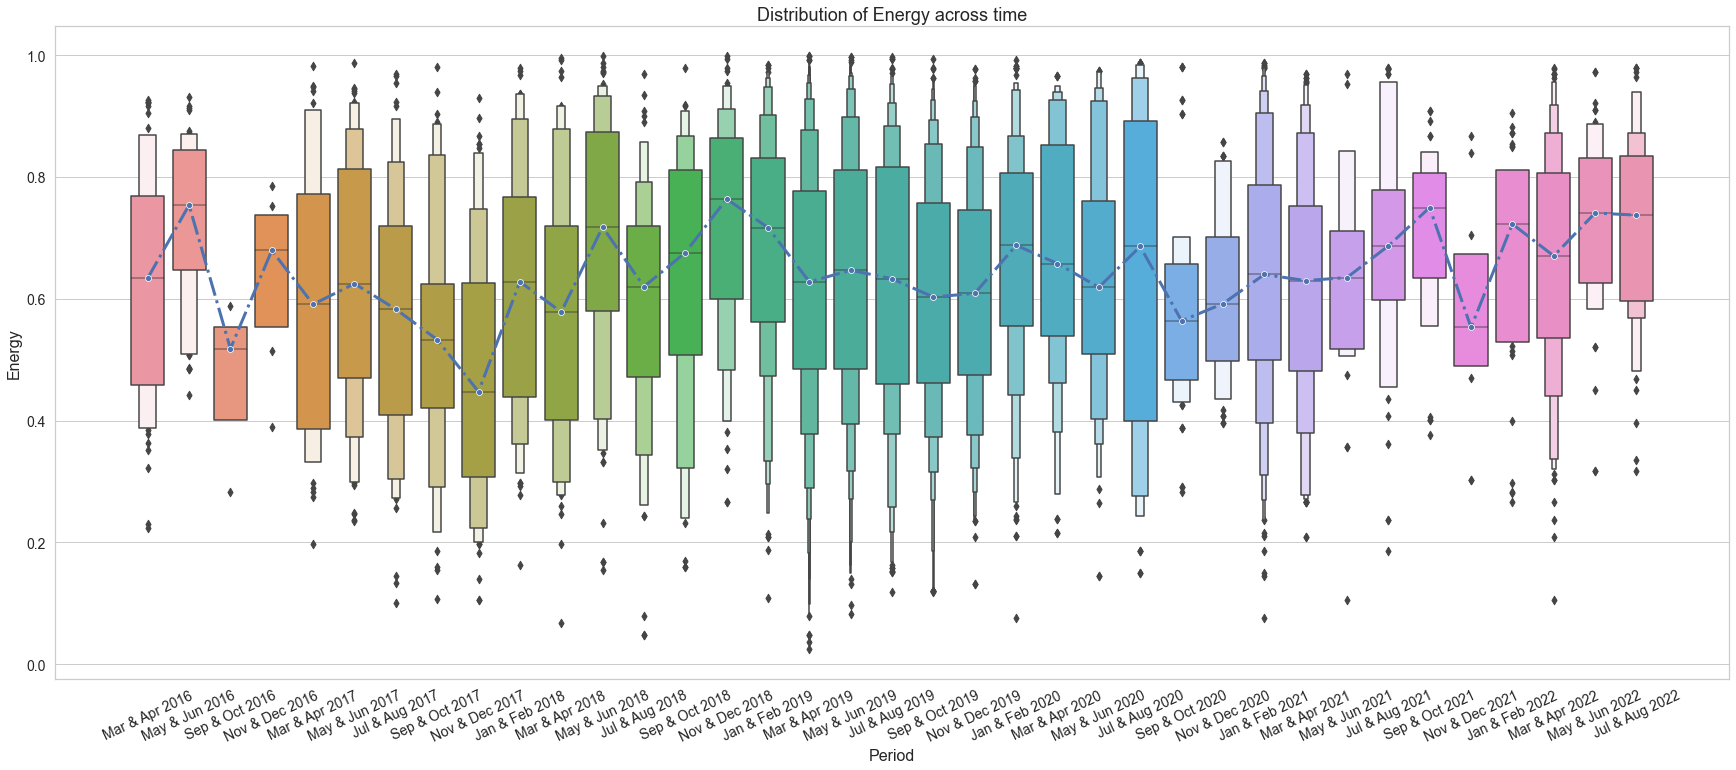 Distribution of Energy across time
1.0
0.8
0.6
0.4
0.2
0.0
Energy
Mar & Apr 2016
May & Jun 2016
Sep & Oct 2016
Nov & Dec 2016
Mar & Apr 2017
May & Jun 2017
Jul & Aug 2017
Sep & Oct 2017
Nov & Dec 2017
Jan & Feb 2018
Mar & Apr 2018
May & Jun 2018
Jul & Aug 2018
Sep & Oct 2018
Nov & Dec 2018
Jan & Feb 2019
Mar & Apr 2019
May & Jun 2019
Jul & Aug 2019
Sep & Oct 2019
Nov & Dec 2019
Jan & Feb 2020
Mar & Apr 2020
May & Jun 2020
Jul & Aug 2020
Sep & Oct 2020
Nov & Dec 2020
Jan & Feb 2021
Mar & Apr 2021
May & Jun 2021
Jul & Aug 2021
Sep & Oct 2021
Nov & Dec 2021
Jan & Feb 2022
Mar & Apr 2022
May & Jun 2022
Jul & Aug 2022
Period